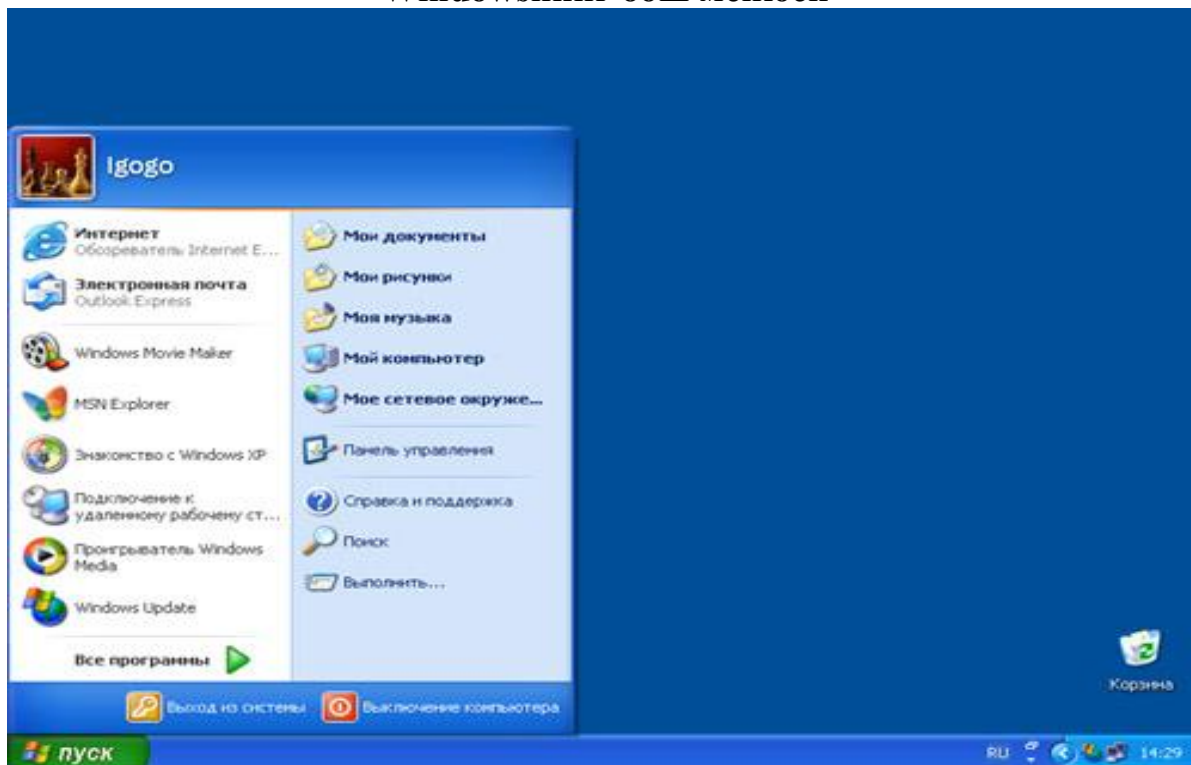 Igogo
Интернет
Обозреватель Internet E...
Электронная почта
Outlook Express
Windows Movie Maker
MSN Explorer
Знакомство с Windows XP
Подключение к
удаленному рабочему ст...
Проигрыватель Windows
Media
Windows Update
Все программы
Мои документы
Мои рисунки
Моя музыка
Мой компьютер
Мое сетевое окруже...
Панель управления
Справка и поддержка
Поиск
Выполнить...
Выход из системы
Выключение компьютера
Корзина
пуск
RU
14:29